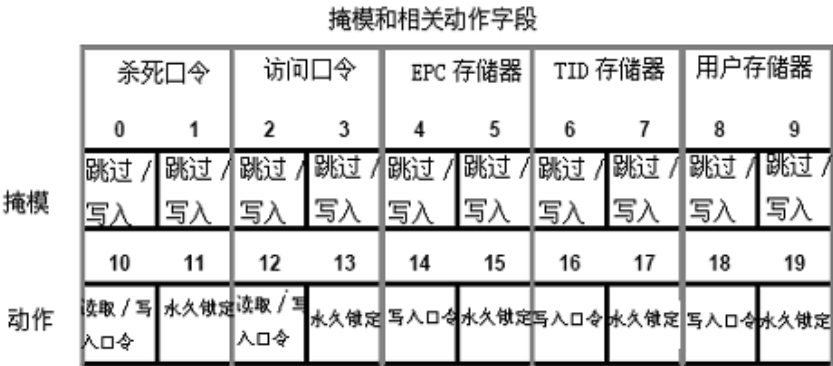 掩模和相关动作字段
杀死口令 访问口令 EPC 存储器 TID 存储器 用户存储器
0 1 2 3 4 5 6 7 8 9
掩模 跳过 / 写入 跳过 / 写入 跳过 / 写入 跳过 / 写入 跳过 / 写入 跳过 / 写入 跳过 / 写入 跳过 / 写入 跳过 / 写入 跳过 / 写入
10 11 12 13 14 15 16 17 18 19
动作 读取 / 写入口令 永久锁定 读取 / 写入口令 永久锁定 写入口令 永久锁定 写入口令 永久锁定 写入口令 永久锁定